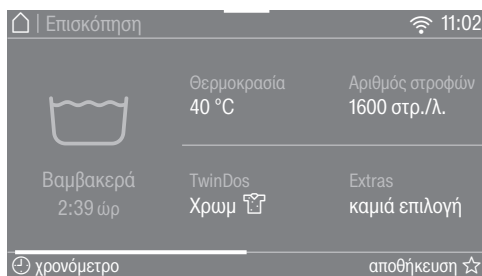 | Επισκόπηση
11:02
Θερμοκρασία
40 °C
Αριθμός στροφών
1600 στρ./λ.
Βαμβακερά
2:39 ώρ
TwinDos
Χρωμ
Extras
καμιά επιλογή
χρονόμετρο
αποθήκευση